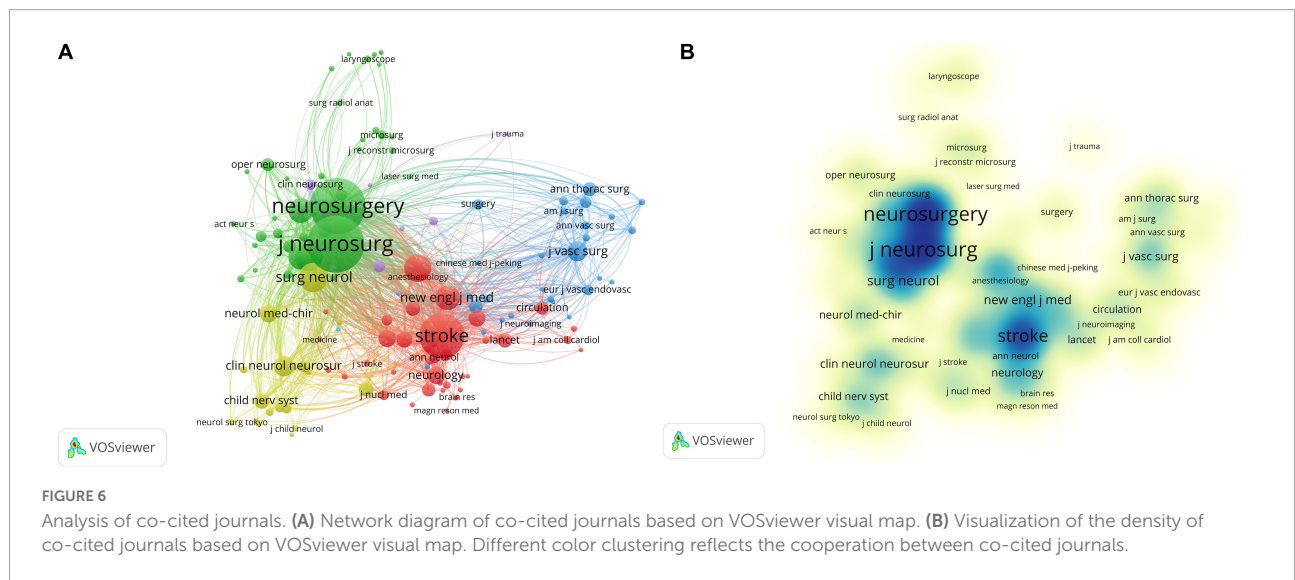 A
laryngoscope
surg radiol anat
microsurg
j trauma
j reconstr microsurg
oper neurosurg
laser surg med
clin neurosurg
ann thorac surg
neurosurgery
surgery
am j surg
act neur s
ann vasc surg
j neurosurg
j vasc surg
chinese med j-peking
surg neurol
anesthesiology
eur j vasc endovasc
new engl j med
circulation
neurol med-chir
j neuroimaging
stroke
medicine
lancet
j am coll cardiol
ann neurol
clin neurol neurosur
j stroke
neurology
j nucl med
brain res
child nerv syst
magn reson med
neurol surg tokyo
j child neurol
VOSviewer
B
laryngoscope
surg radiol anat
microsurg
j trauma
j reconstr microsurg
oper neurosurg
laser surg med
clin neurosurg
ann thorac surg
neurosurgery
surgery
am j surg
act neur s
ann vasc surg
j neurosurg
j vasc surg
chinese med j-peking
surg neurol
anesthesiology
eur j vasc endovasc
new engl j med
circulation
neurol med-chir
j neuroimaging
stroke
medicine
lancet
j am coll cardiol
ann neurol
clin neurol neurosur
j stroke
neurology
j nucl med
brain res
child nerv syst
magn reson med
neurol surg tokyo
j child neurol
VOSviewer
FIGURE 6
Analysis of co-cited journals. (A) Network diagram of co-cited journals based on VOSviewer visual map. (B) Visualization of the density of
co-cited journals based on VOSviewer visual map. Different color clustering reflects the cooperation between co-cited journals.